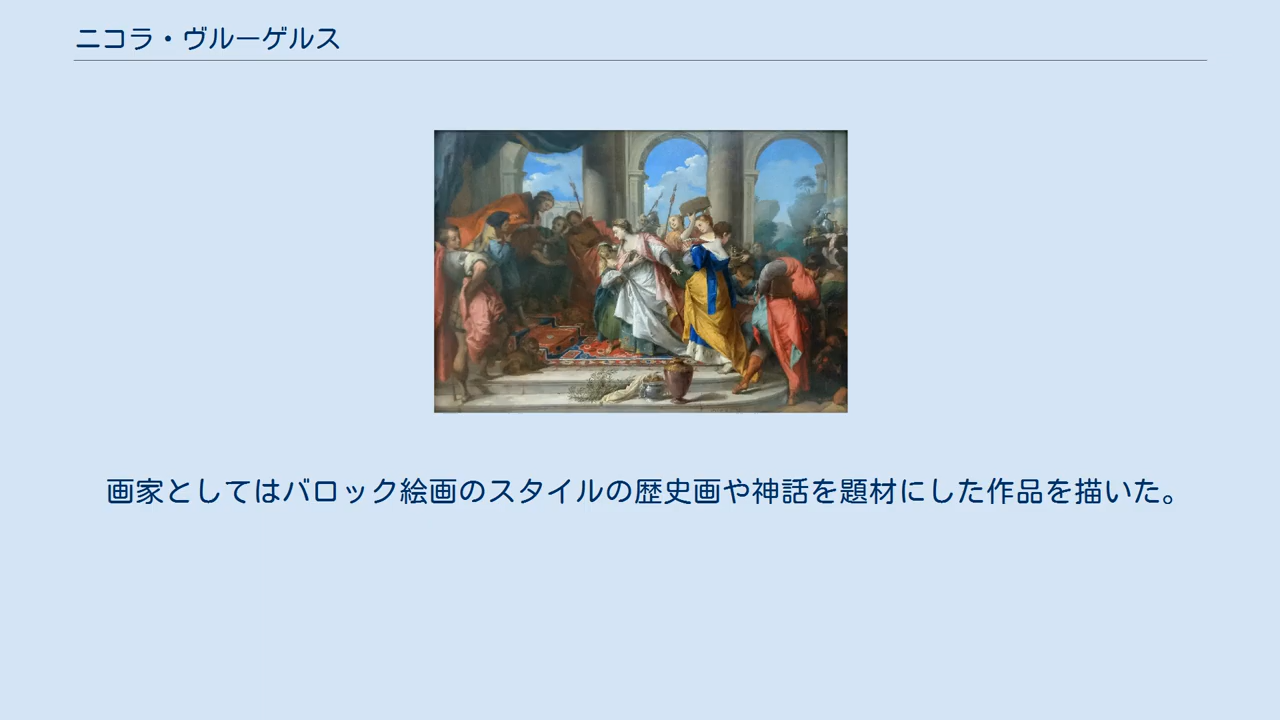 ニコラ・ヴルーゲルス
画家としてはバロック絵画のスタイルの歴史画や神話を題材にした作品を描いた。